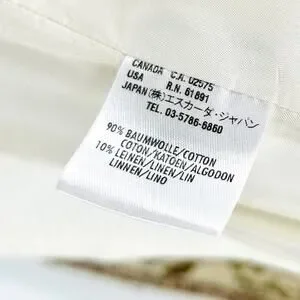 CANADA C.A. 02575
USA R.N. 61891
JAPAN(株)エスカーダ・ジャパン
TEL. 03-5786-6860
90% BAUMWOLLE/COTTON
COTON/KATOEN/ALGODON
10% LEINEN/LINEN/LIN
LINNEN/LINO